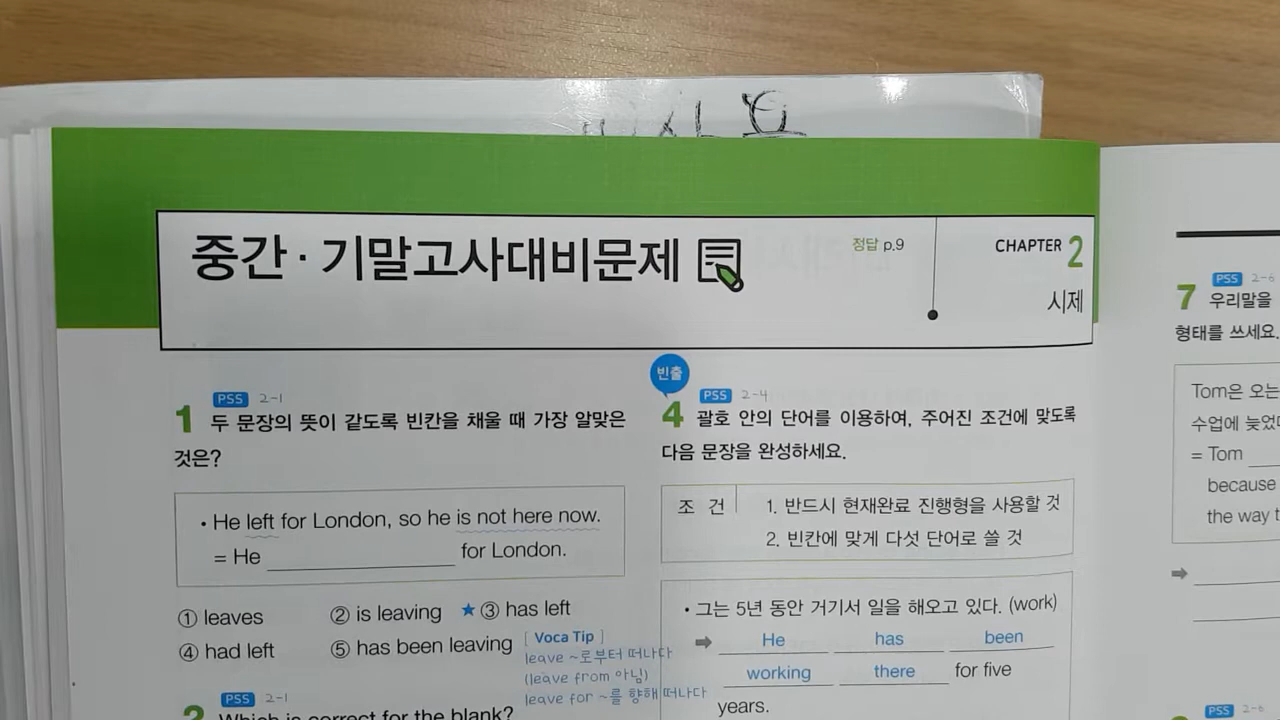 중간·기말고사대비문제
정답 p.9
CHAPTER 2
시제
PSS 2-1
1 두 문장의 뜻이 같도록 빈칸을 채울 때 가장 알맞은
것은?
• He left for London, so he is not here now.
= He ____________ for London.
① leaves ② is leaving ★ ③ has left
④ had left ⑤ has been leaving
[ Voca Tip ]
leave ~로부터 떠나다
(leave from 아님)
leave for ~를 향해 떠나다
PSS 2-1
2 Which is correct for the blank?
빈출
PSS 2-4
4 괄호 안의 단어를 이용하여, 주어진 조건에 맞도록
다음 문장을 완성하세요.
조 건 1. 반드시 현재완료 진행형을 사용할 것
2. 빈칸에 맞게 다섯 단어로 쓸 것
• 그는 5년 동안 거기서 일을 해오고 있다. (work)
➡ He has been
working there for five
years.
PSS 2-6
7 우리말을
형태를 쓰세요.
Tom은 오는
수업에 늦었
= Tom
because
the way t
➡
PSS 2-6